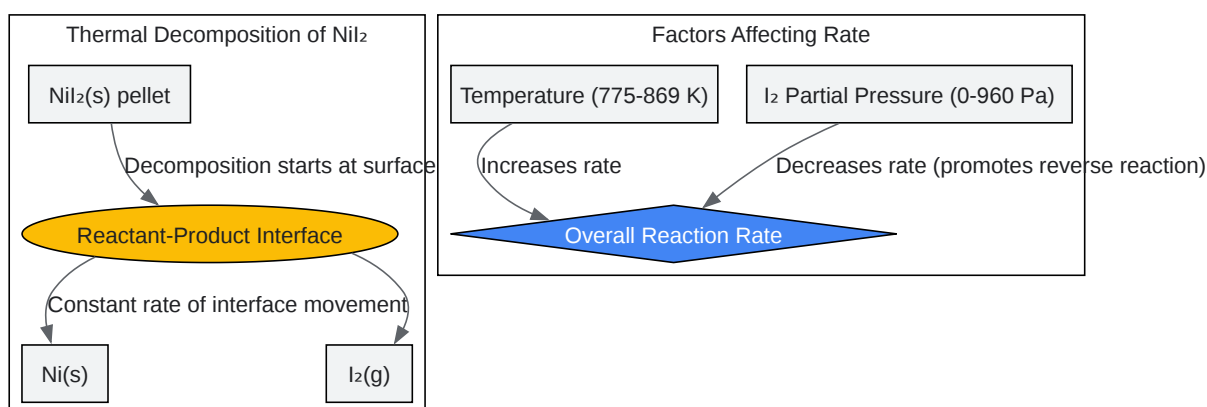 Thermal Decomposition of NiI₂
NiI₂(s) pellet
Decomposition starts at surface
Reactant-Product Interface
Constant rate of interface movement
Ni(s)
I₂(g)
Factors Affecting Rate
Temperature (775-869 K)
I₂ Partial Pressure (0-960 Pa)
Increases rate
Decreases rate (promotes reverse reaction)
Overall Reaction Rate